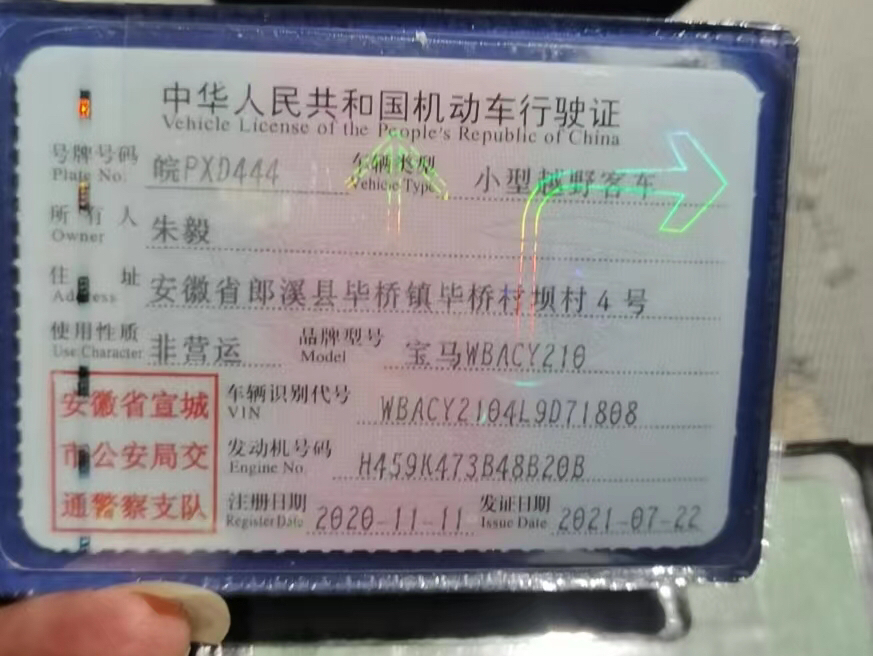 中华人民共和国机动车行驶证
Vehicle License of the People's Republic of China
号牌号码 皖PXD444 车辆类型 小型越野客车
Plate No. Vehicle Type
所有人 朱毅
Owner
住址 安徽省郎溪县毕桥镇毕桥村坝村4号
Address
使用性质 非营运 品牌型号 宝马WBACY210
Use Character Model
安徽省宣城 车辆识别代号 WBACY2104L9D71808
VIN
市公安局交 发动机号码 H459K473B48B20B
Engine No.
通警察支队 注册日期 2020-11-11 发证日期 2021-07-22
Register Date Issue Date